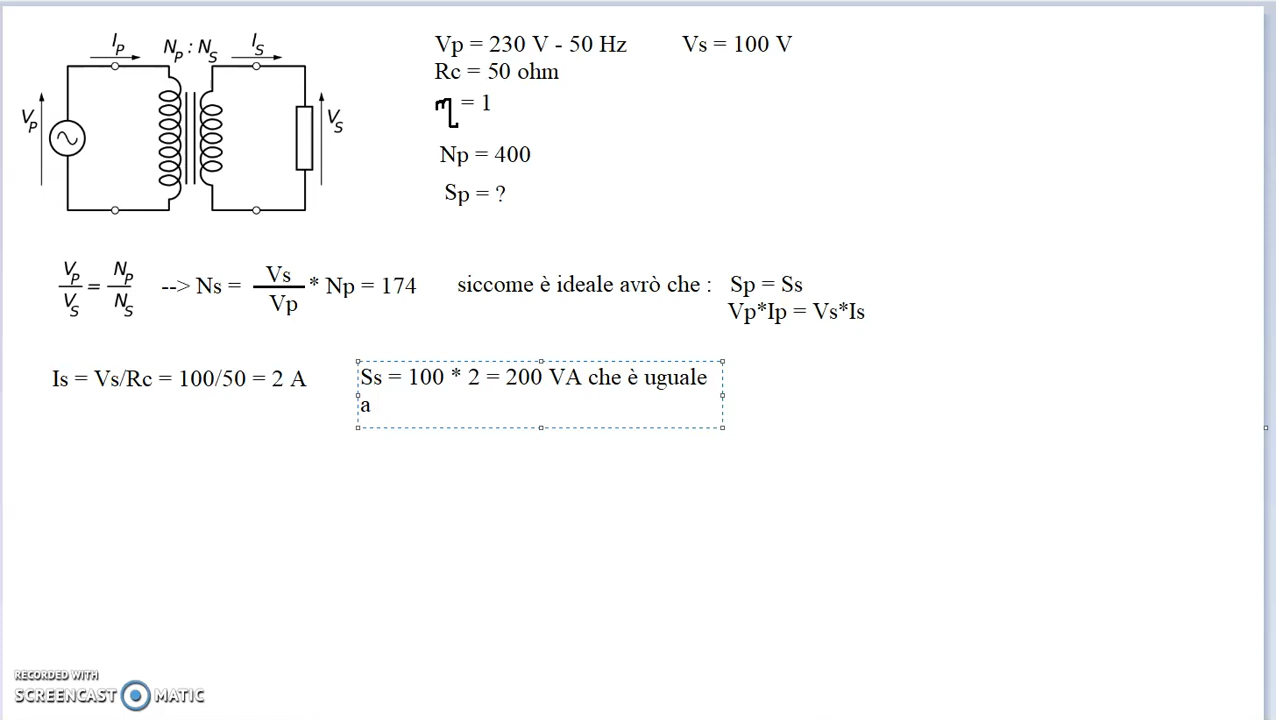 Ip Np : Ns Is
Vp Vs
Vp = 230 V - 50 Hz Vs = 100 V
Rc = 50 ohm
η = 1
Np = 400
Sp = ?
Vp/Vs = Np/Ns --> Ns = Vs/Vp * Np = 174 siccome è ideale avrò che : Sp = Ss
Vp*Ip = Vs*Is
Is = Vs/Rc = 100/50 = 2 A
Ss = 100 * 2 = 200 VA che è uguale
a
RECORDED WITH
SCREENCAST MATIC